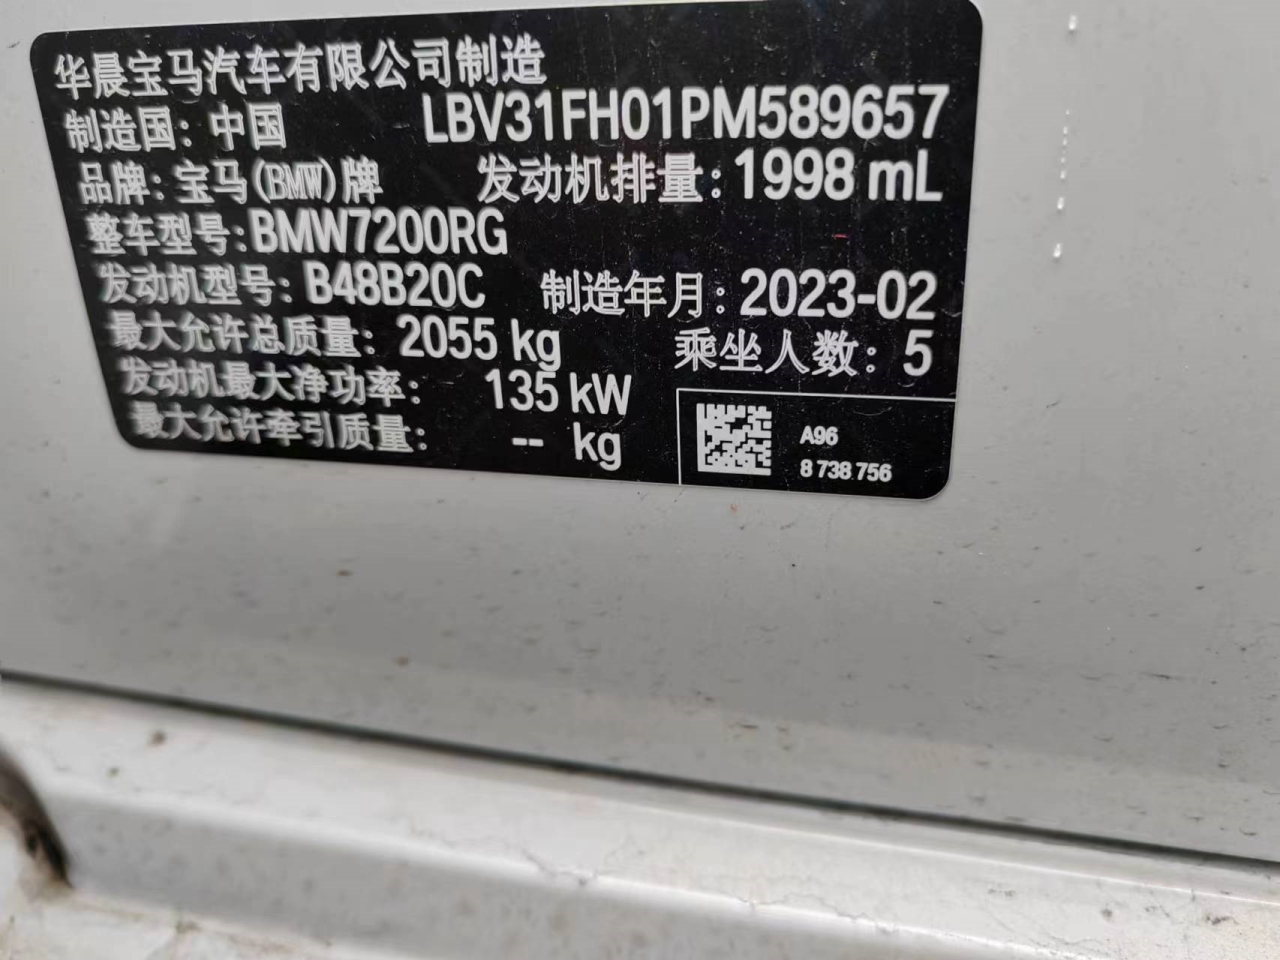 华晨宝马汽车有限公司制造
制造国：中国 LBV31FH01PM589657
品牌：宝马(BMW)牌 发动机排量：1998 mL
整车型号：BMW7200RG
发动机型号：B48B20C 制造年月：2023-02
最大允许总质量：2055 kg 乘坐人数：5
发动机最大净功率：135 kW
最大允许牵引质量：-- kg
A96
8 738 756